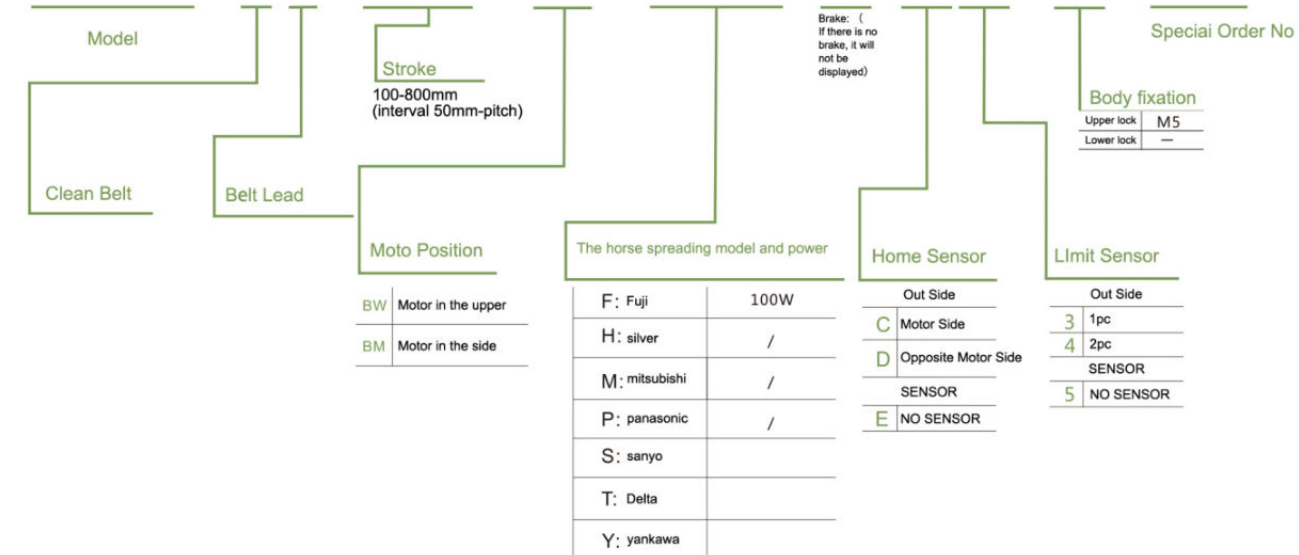 Model
Stroke
100-800mm
(interval 50mm-pitch)
Brake: (
If there is no
brake, it will
not be
displayed)
Speciai Order No
Body fixation
Upper lock M5
Lower lock —
Clean Belt
Belt Lead
Moto Position
BW Motor in the upper
BM Motor in the side
The horse spreading model and power
F: Fuji 100W
H: silver /
M: mitsubishi /
P: panasonic /
S: sanyo
T: Delta
Y: yankawa
Home Sensor
Out Side
C Motor Side
D Opposite Motor Side
SENSOR
E NO SENSOR
LImit Sensor
Out Side
3 1pc
4 2pc
SENSOR
5 NO SENSOR